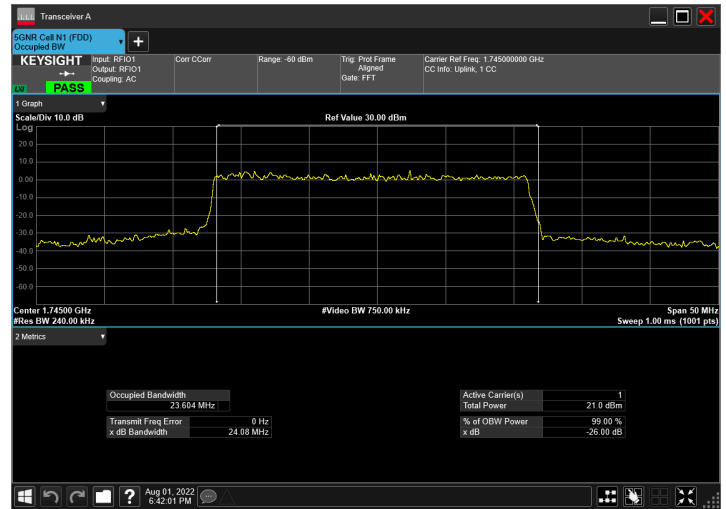 Transceiver A
5GNR Cell N1 (FDD)
Occupied BW
KEYSIGHT
PASS
Input: RFIO1
Output: RFIO1
Coupling: AC
Corr CCorr
Range: -60 dBm
Trig: Prot Frame
Aligned
Gate: FFT
Carrier Ref Freq: 1.745000000 GHz
CC Info: Uplink, 1 CC
1 Graph
Scale/Div 10.0 dB
Ref Value 30.00 dBm
Log
20.0
10.0
0.00
-10.0
-20.0
-30.0
-40.0
-50.0
-60.0
Center 1.74500 GHz
#Video BW 750.00 kHz
Span 50 MHz
#Res BW 240.00 kHz
Sweep 1.00 ms (1001 pts)
2 Metrics
Occupied Bandwidth
23.604 MHz
Transmit Freq Error 0 Hz
x dB Bandwidth 24.08 MHz
Active Carrier(s) 1
Total Power 21.0 dBm
% of OBW Power 99.00 %
x dB -26.00 dB
Aug 01, 2022
6:42:01 PM